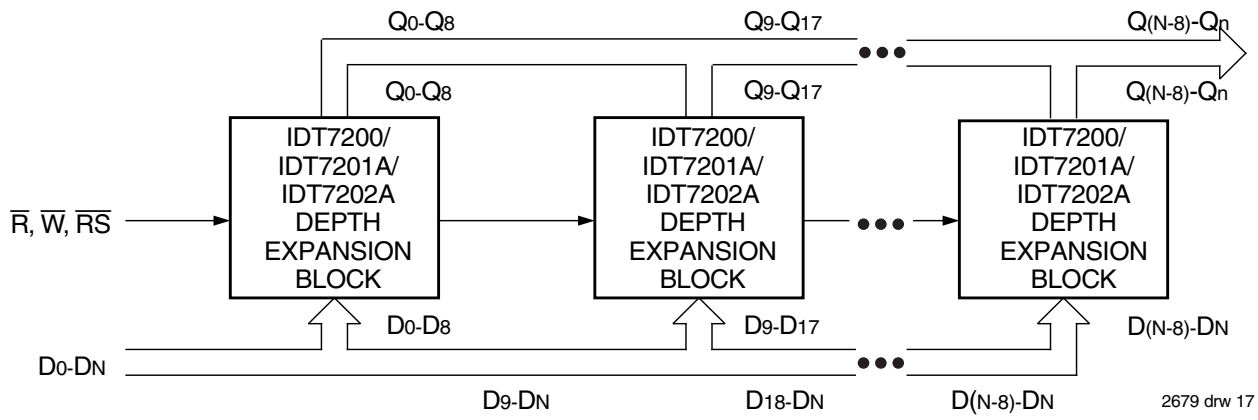 Q0-Q8 Q9-Q17 Q(N-8)-Qn
Q0-Q8 Q9-Q17 Q(N-8)-Qn
IDT7200/
IDT7201A/
IDT7202A
DEPTH
EXPANSION
BLOCK
IDT7200/
IDT7201A/
IDT7202A
DEPTH
EXPANSION
BLOCK
IDT7200/
IDT7201A/
IDT7202A
DEPTH
EXPANSION
BLOCK
R̅, W̅, R̅S̅
D0-D8 D9-D17 D(N-8)-DN
D0-DN
D9-DN D18-DN D(N-8)-DN
2679 drw 17